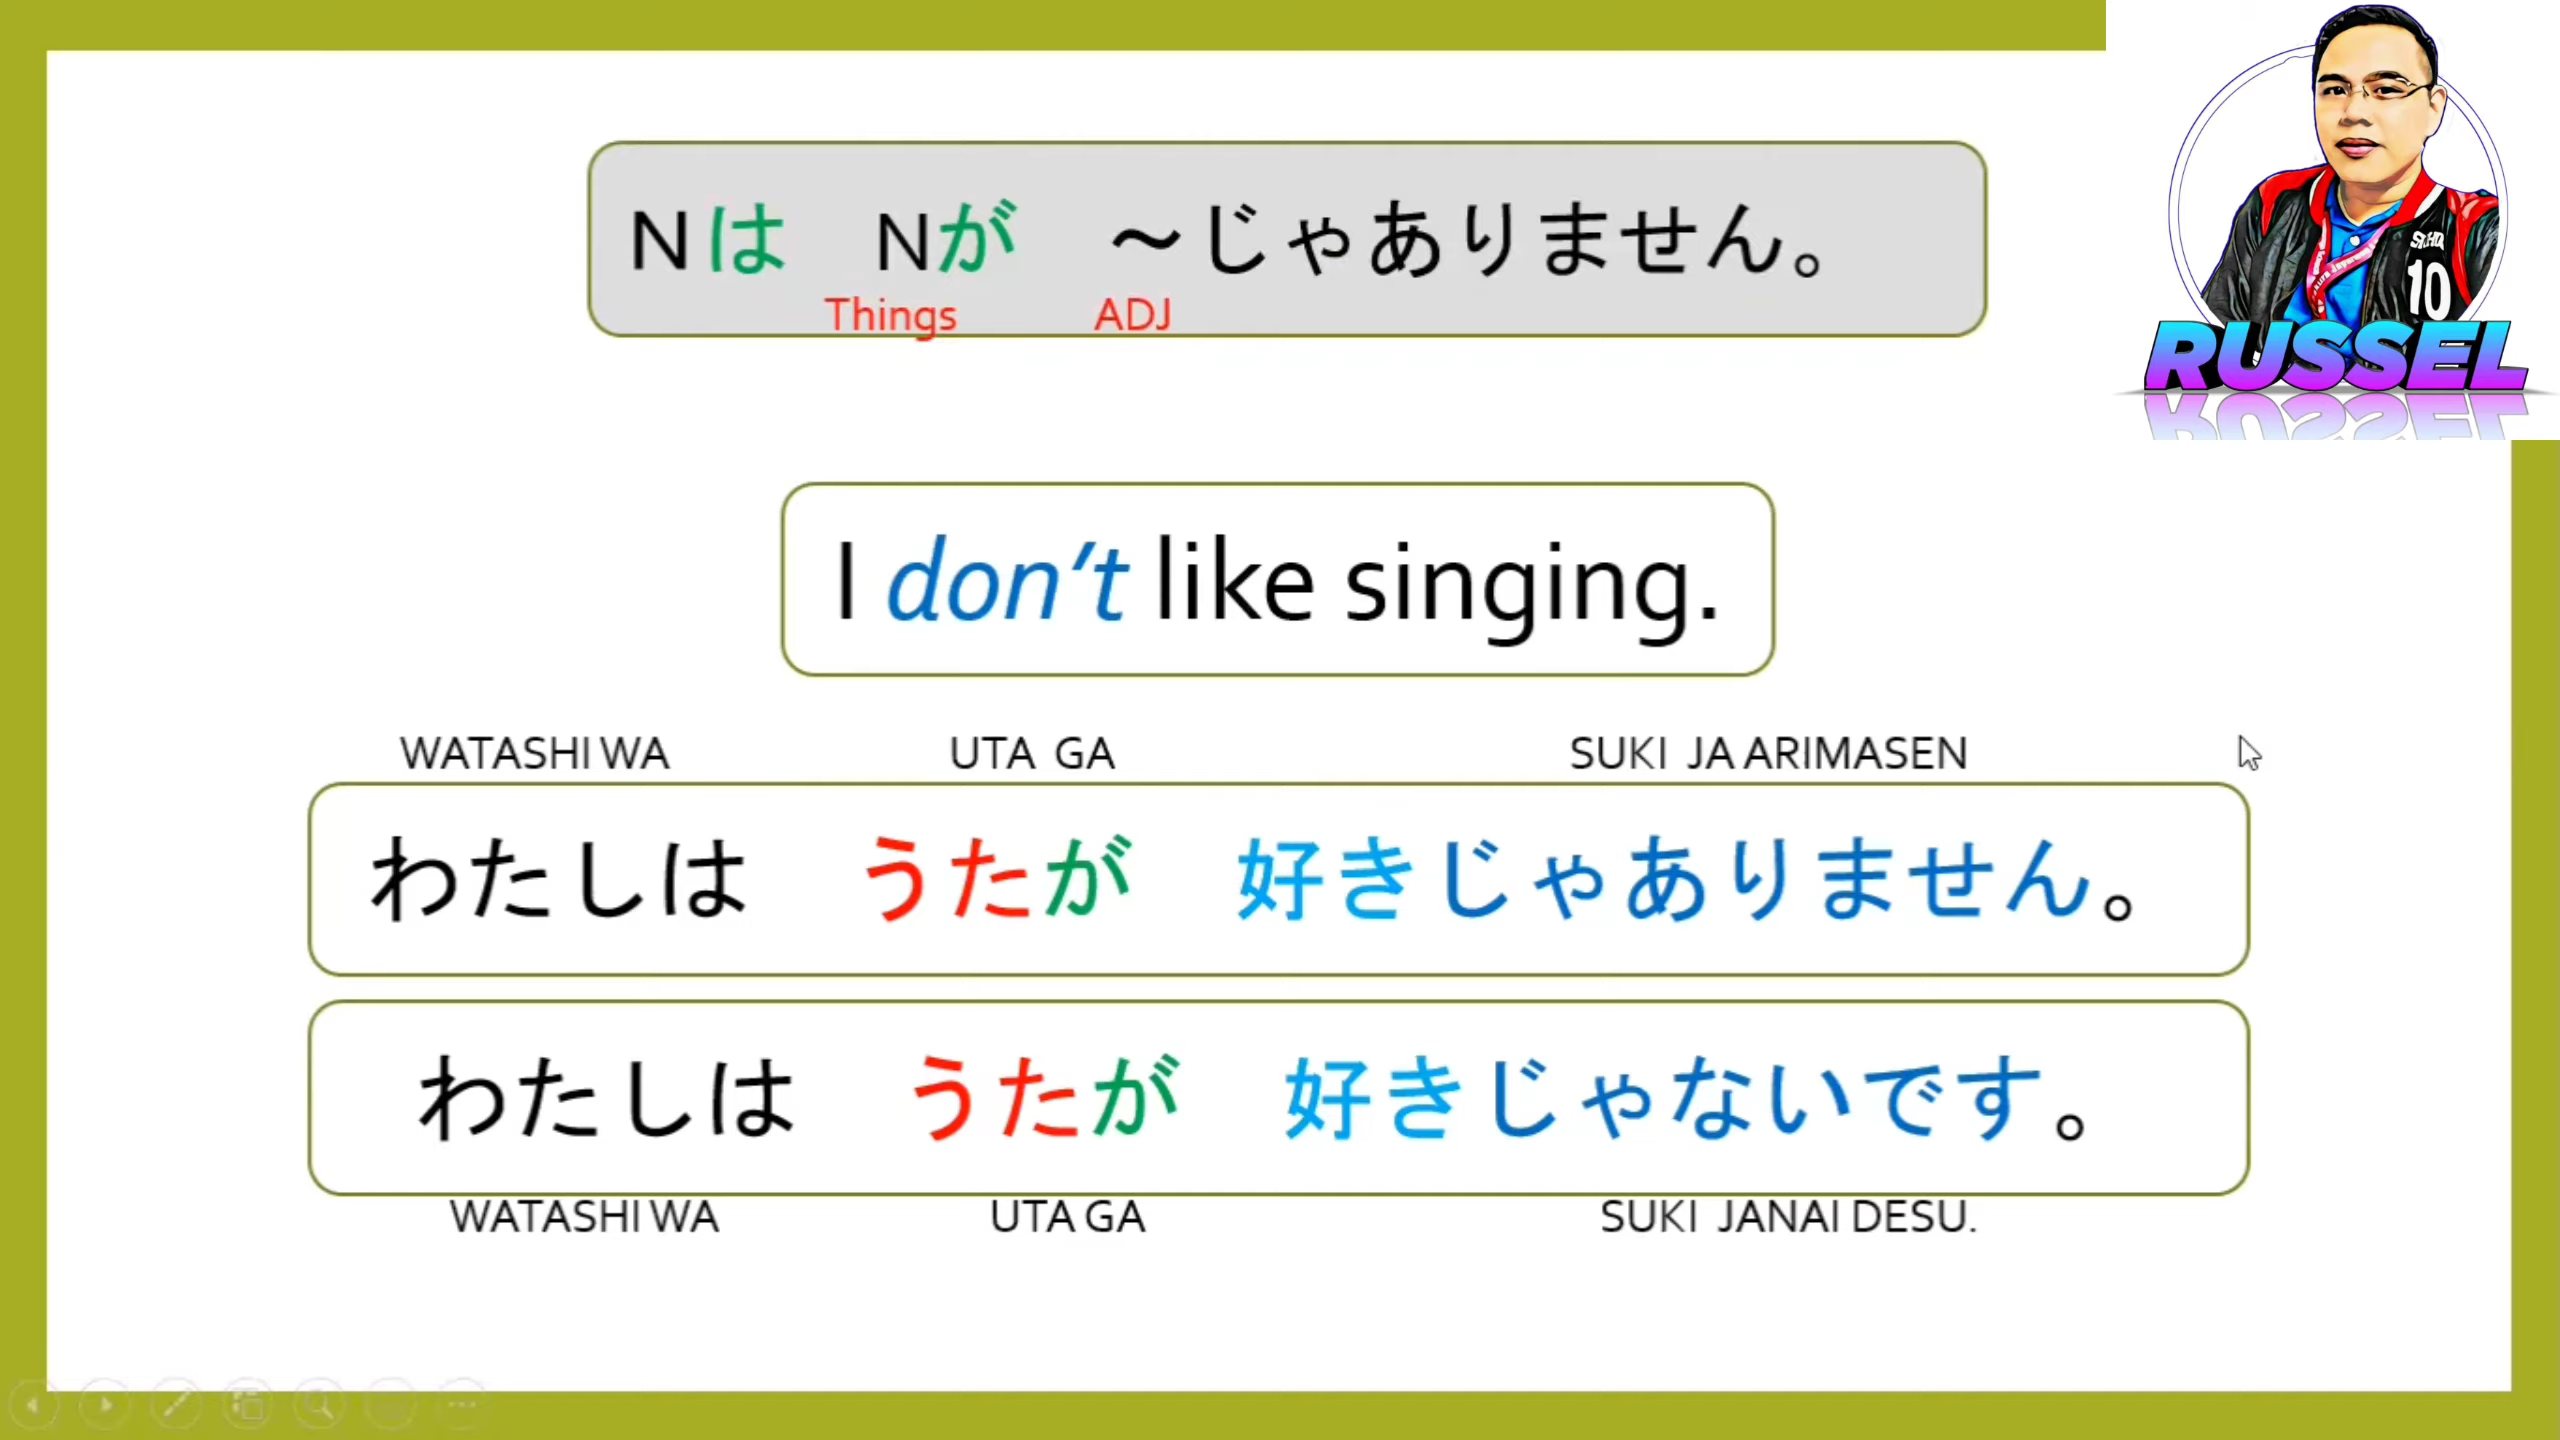 Nは Nが ～じゃありません。
Things ADJ
I don't like singing.
WATASHI WA UTA GA SUKI JA ARIMASEN
わたしは うたが 好きじゃありません。
わたしは うたが 好きじゃないです。
WATASHI WA UTA GA SUKI JANAI DESU.
10
RUSSEL